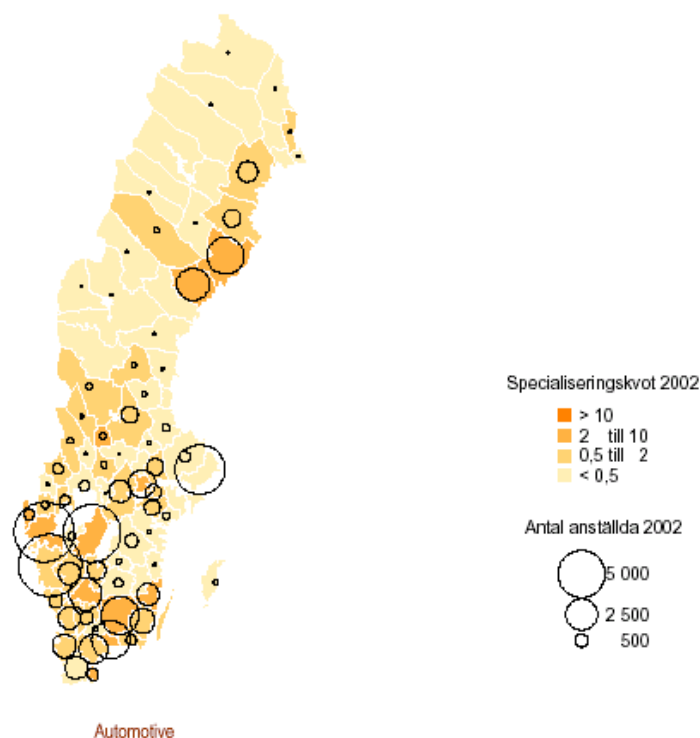 Specialiseringskvot 2002
> 10
2 till 10
0,5 till 2
< 0,5
Antal anställda 2002
5 000
2 500
500
Automotive